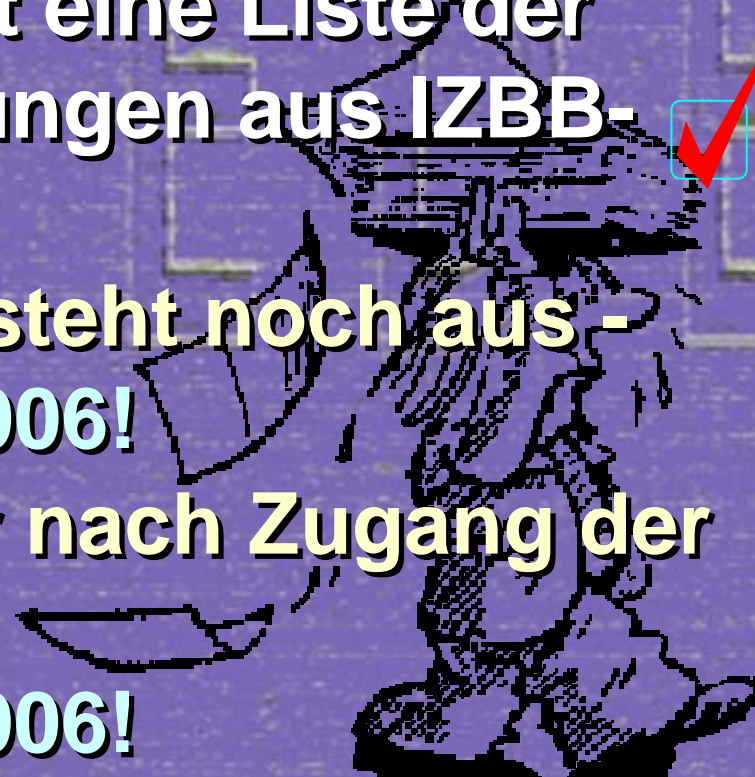 t eine Liste der
ungen aus IZBB-
steht noch aus -
006!
r nach Zugang der
006!